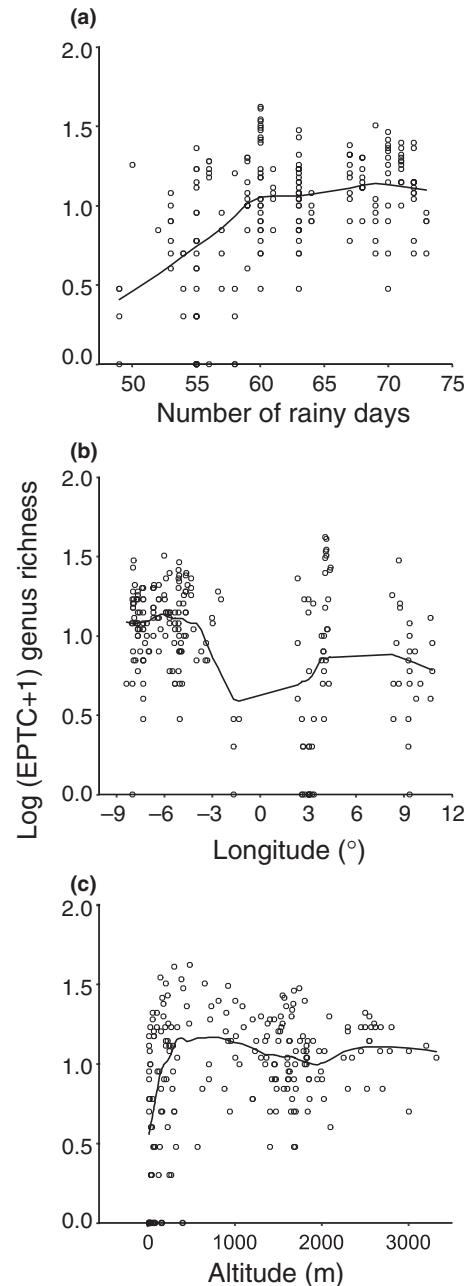 (a)
2.0
1.5
1.0
0.5
0.0
50 55 60 65 70 75
Number of rainy days
(b)
2.0
1.5
1.0
0.5
0.0
−9 −6 −3 0 3 6 9 12
Longitude (°)
Log (EPTC+1) genus richness
(c)
2.0
1.5
1.0
0.5
0.0
0 1000 2000 3000
Altitude (m)